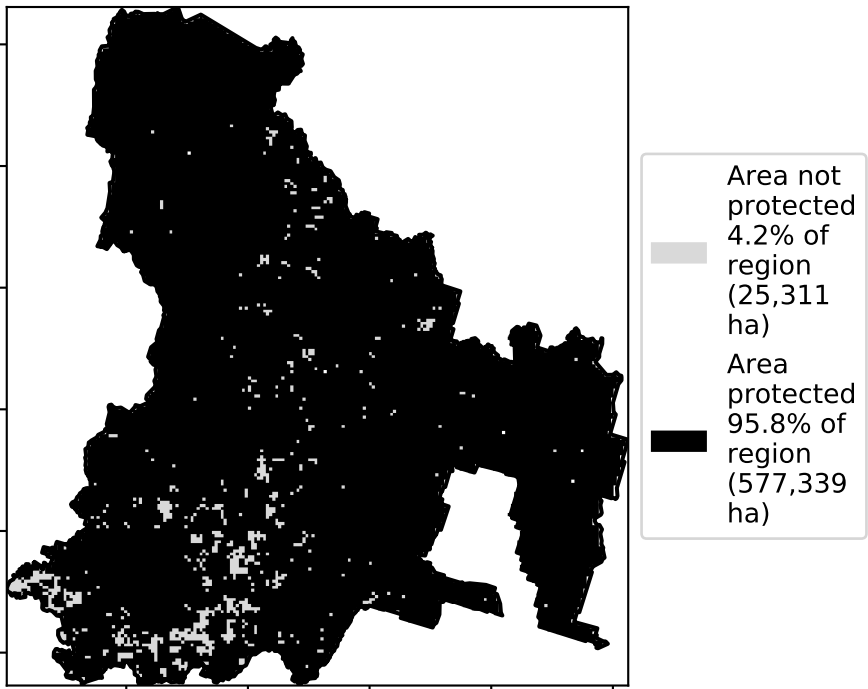 Area not
protected
4.2% of
region
(25,311
ha)
Area
protected
95.8% of
region
(577,339
ha)